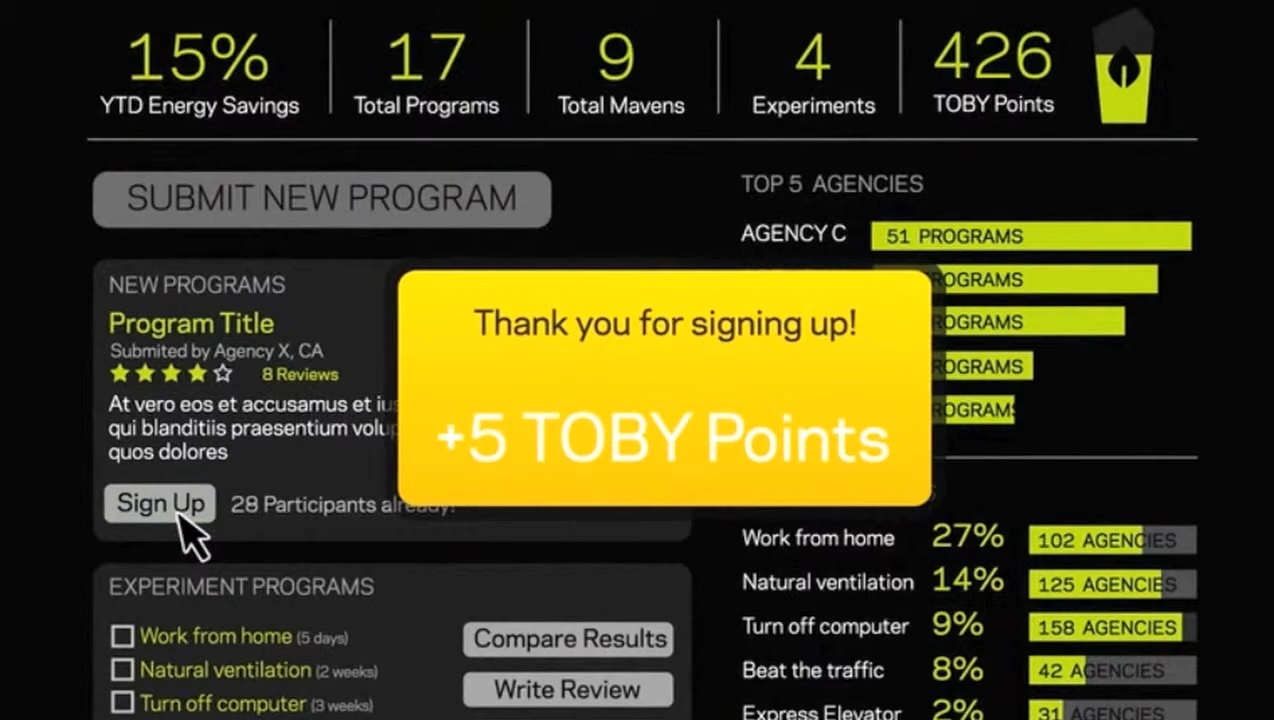 15%
YTD Energy Savings
17
Total Programs
9
Total Mavens
4
Experiments
426
TOBY Points
SUBMIT NEW PROGRAM
NEW PROGRAMS
Program Title
Submited by Agency X, CA
8 Reviews
At vero eos et accusamus et
qui blanditiis praesentium
quos dolores
Sign Up
28 Participants already!
Thank you for signing up!
+5 TOBY Points
EXPERIMENT PROGRAMS
Work from home (5 days)
Natural ventilation (2 weeks)
Turn off computer (3 weeks)
Compare Results
Write Review
TOP 5 AGENCIES
AGENCY C
51 PROGRAMS
Work from home 27% 102 AGENCIES
Natural ventilation 14% 125 AGENCIES
Turn off computer 9% 158 AGENCIES
Beat the traffic 8% 42 AGENCIES
Express Elevator 2% 31 AGENCIES